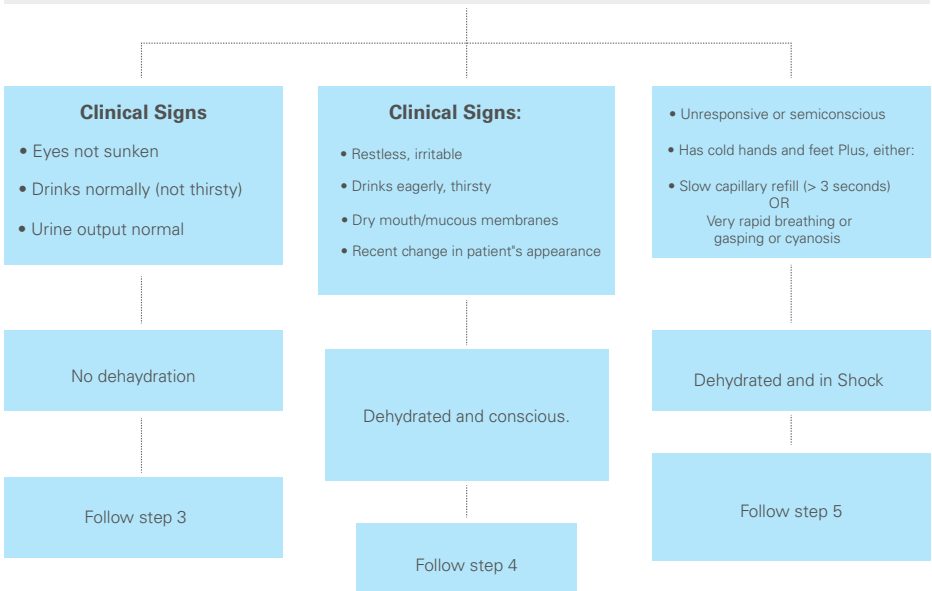 Clinical Signs
• Eyes not sunken
• Drinks normally (not thirsty)
• Urine output normal
No dehaydration
Follow step 3
Clinical Signs:
• Restless, irritable
• Drinks eagerly, thirsty
• Dry mouth/mucous membranes
• Recent change in patient"s appearance
Dehydrated and conscious.
Follow step 4
• Unresponsive or semiconscious
• Has cold hands and feet Plus, either:
• Slow capillary refill (> 3 seconds)
OR
Very rapid breathing or
gasping or cyanosis
Dehydrated and in Shock
Follow step 5